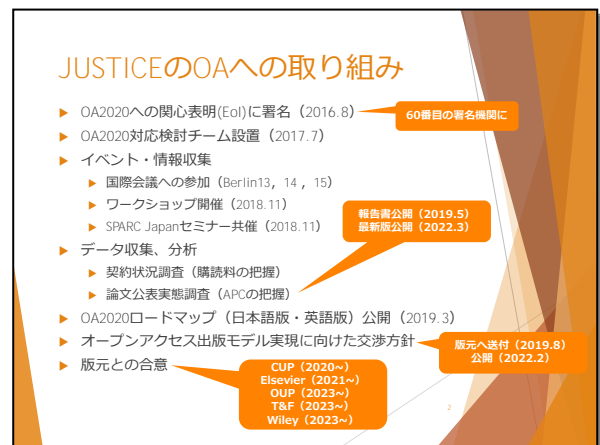 JUSTICEのOAへの取り組み
OA2020への関心表明(EoI)に署名（2016.8）
60番目の署名機関に
OA2020対応検討チーム設置（2017.7）
イベント・情報収集
国際会議への参加（Berlin13，14 ，15）
ワークショップ開催（2018.11）
SPARC Japanセミナー共催（2018.11）
報告書公開（2019.5）
最新版公開（2022.3）
データ収集、分析
契約状況調査（購読料の把握）
論文公表実態調査（APCの把握）
OA2020ロードマップ（日本語版・英語版）公開（2019.3）
オープンアクセス出版モデル実現に向けた交渉方針
版元へ送付（2019.8）
公開（2022.2）
版元との合意
CUP（2020~）
Elsevier（2021~）
OUP（2023~）
T&F（2023~）
Wiley（2023~）
2